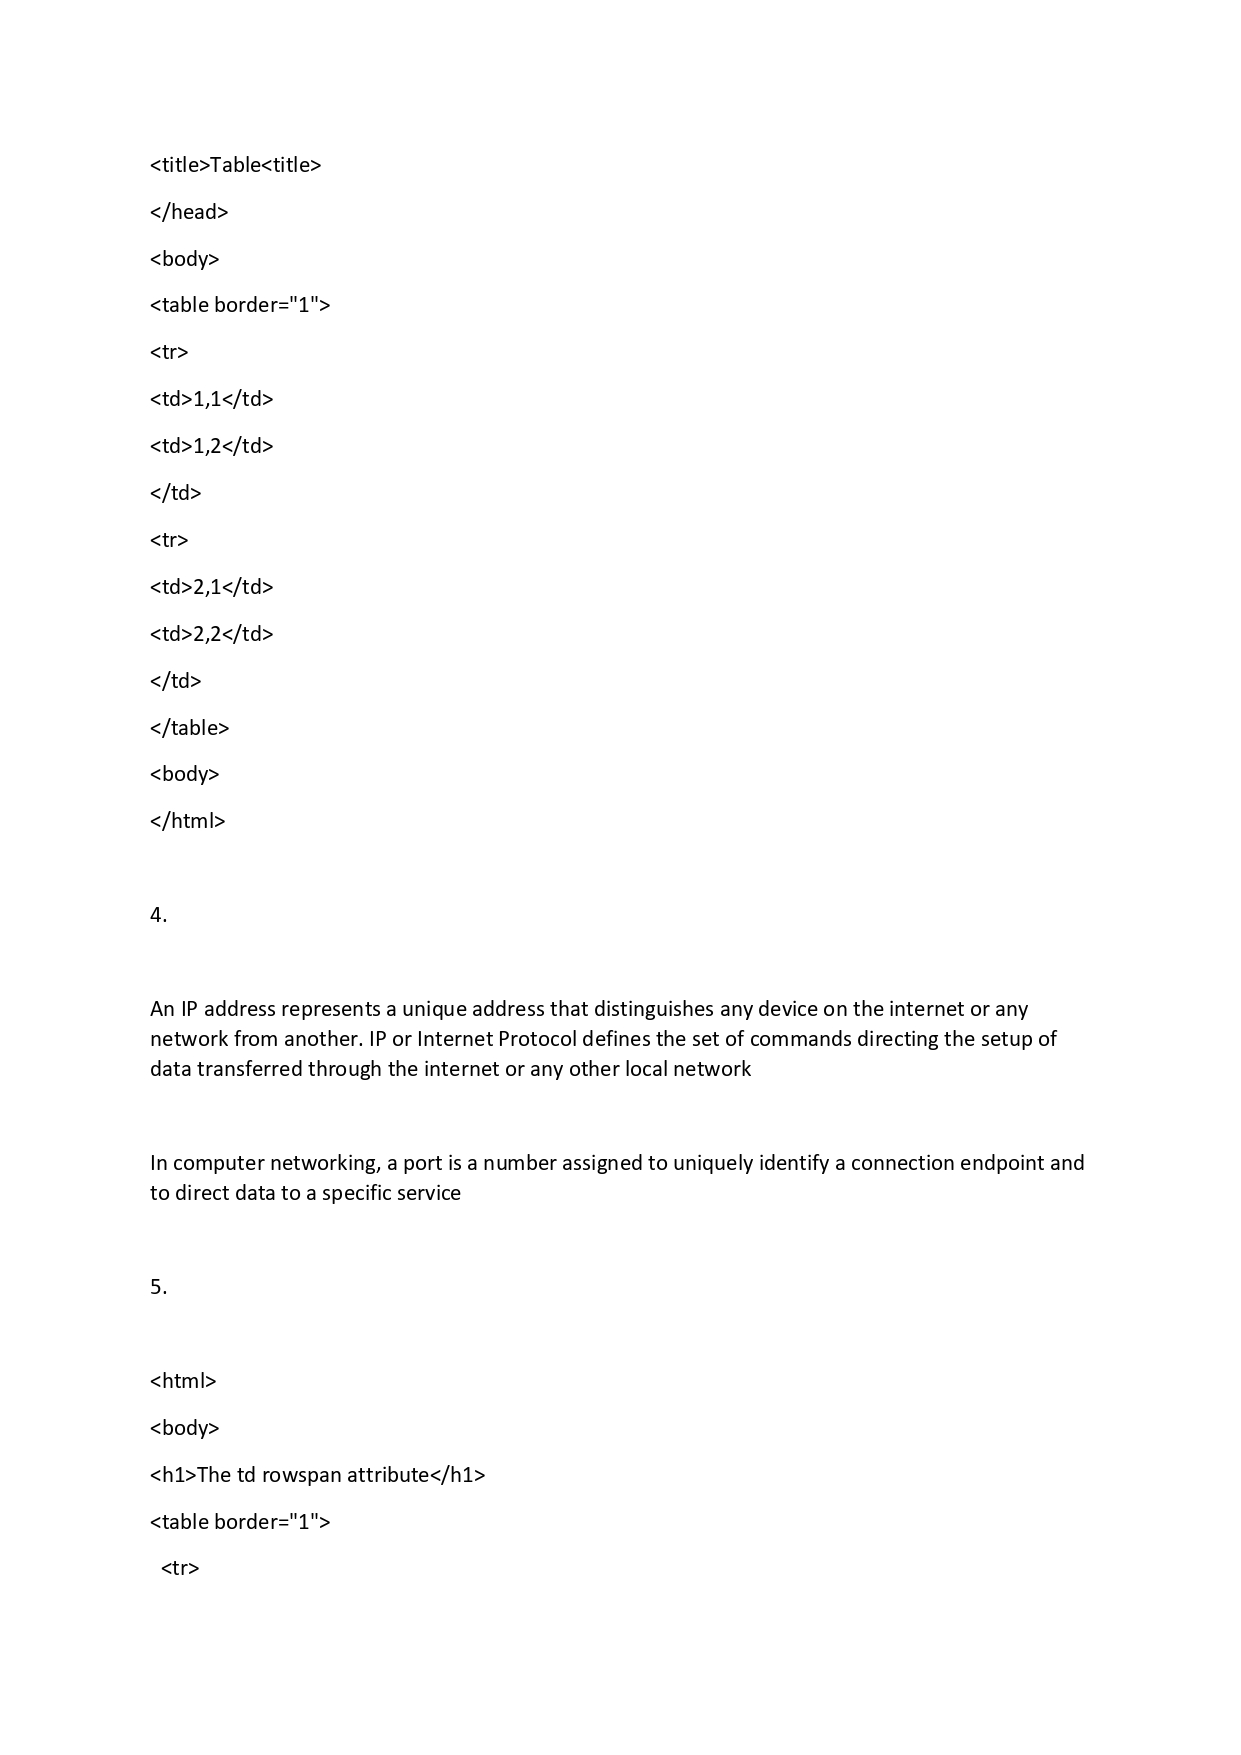 <title>Table<title>
</head>
<body>
<table border="1">
<tr>
<td>1,1</td>
<td>1,2</td>
</td>
<tr>
<td>2,1</td>
<td>2,2</td>
</td>
</table>
<body>
</html>
4.
An IP address represents a unique address that distinguishes any device on the internet or any
network from another. IP or Internet Protocol defines the set of commands directing the setup of
data transferred through the internet or any other local network
In computer networking, a port is a number assigned to uniquely identify a connection endpoint and
to direct data to a specific service
5.
<html>
<body>
<h1>The td rowspan attribute</h1>
<table border="1">
<tr>